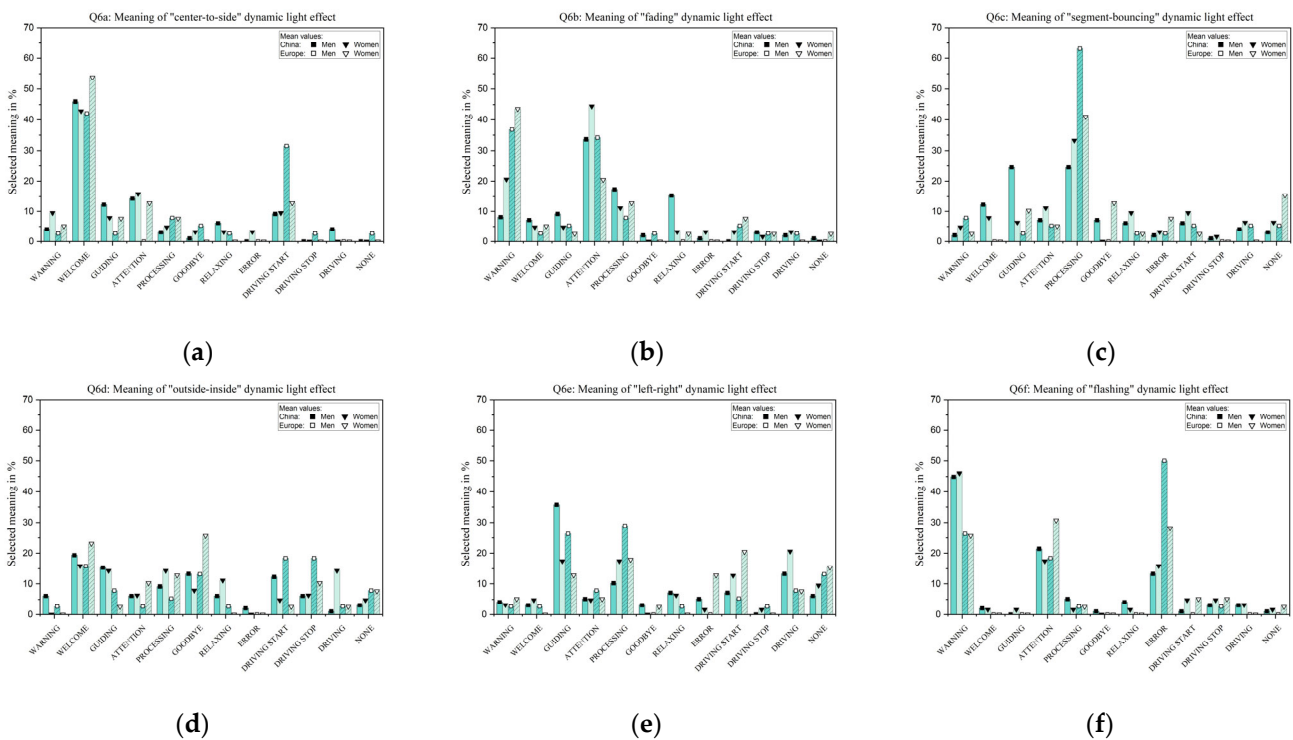 Q6a: Meaning of "center-to-side" dynamic light effect
Mean values:
China: Men Women
Europe: Men Women
Selected meaning in %
70
60
50
40
30
20
10
0
WARNING
WELCOME
GUIDING
ATTENTION
PROCESSING
GOODBYE
RELAXING
ERROR
DRIVING START
DRIVING STOP
DRIVING
NONE
(a)
Q6b: Meaning of "fading" dynamic light effect
Mean values:
China: Men Women
Europe: Men Women
Selected meaning in %
70
60
50
40
30
20
10
0
WARNING
WELCOME
GUIDING
ATTENTION
PROCESSING
GOODBYE
RELAXING
ERROR
DRIVING START
DRIVING STOP
DRIVING
NONE
(b)
Q6c: Meaning of "segment-bouncing" dynamic light effect
Mean values:
China: Men Women
Europe: Men Women
Selected meaning in %
70
60
50
40
30
20
10
0
WARNING
WELCOME
GUIDING
ATTENTION
PROCESSING
GOODBYE
RELAXING
ERROR
DRIVING START
DRIVING STOP
DRIVING
NONE
(c)
Q6d: Meaning of "outside-inside" dynamic light effect
Mean values:
China: Men Women
Europe: Men Women
Selected meaning in %
70
60
50
40
30
20
10
0
WARNING
WELCOME
GUIDING
ATTENTION
PROCESSING
GOODBYE
RELAXING
ERROR
DRIVING START
DRIVING STOP
DRIVING
NONE
(d)
Q6e: Meaning of "left-right" dynamic light effect
Mean values:
China: Men Women
Europe: Men Women
Selected meaning in %
70
60
50
40
30
20
10
0
WARNING
WELCOME
GUIDING
ATTENTION
PROCESSING
GOODBYE
RELAXING
ERROR
DRIVING START
DRIVING STOP
DRIVING
NONE
(e)
Q6f: Meaning of "flashing" dynamic light effect
Mean values:
China: Men Women
Europe: Men Women
Selected meaning in %
70
60
50
40
30
20
10
0
WARNING
WELCOME
GUIDING
ATTENTION
PROCESSING
GOODBYE
RELAXING
ERROR
DRIVING START
DRIVING STOP
DRIVING
NONE
(f)